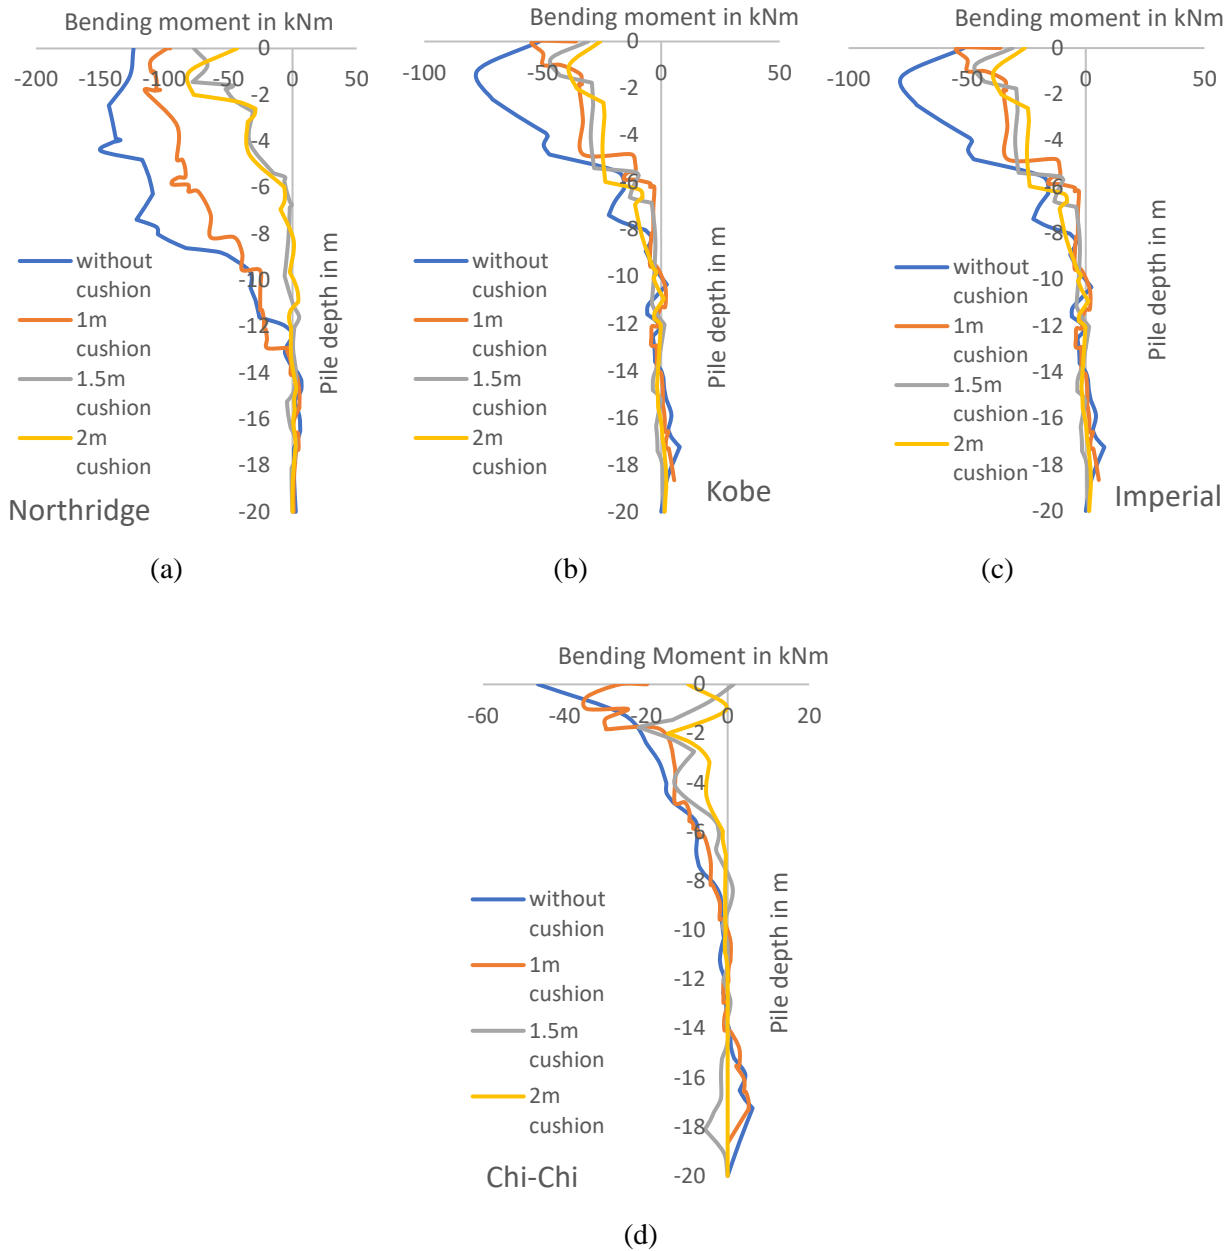 Bending moment in kNm
-200 -150 -100 -50 0 50
0
-2
-4
-6
-8
-10
-12
-14
-16
-18
-20
Pile depth in m
without
cushion
1m
cushion
1.5m
cushion
2m
cushion
Northridge
(a)
Bending moment in kNm
-100 -50 0 50
0
-2
-4
-6
-8
-10
-12
-14
-16
-18
-20
Pile depth in m
without
cushion
1m
cushion
1.5m
cushion
2m
cushion
Kobe
(b)
Bending moment in kNm
-100 -50 0 50
0
-2
-4
-6
-8
-10
-12
-14
-16
-18
-20
Pile depth in m
without
cushion
1m
cushion
1.5m
cushion
2m
cushion
Imperial
(c)
Bending Moment in kNm
-60 -40 -20 0 20
0
-2
-4
-6
-8
-10
-12
-14
-16
-18
-20
Pile depth in m
without
cushion
1m
cushion
1.5m
cushion
2m
cushion
Chi-Chi
(d)